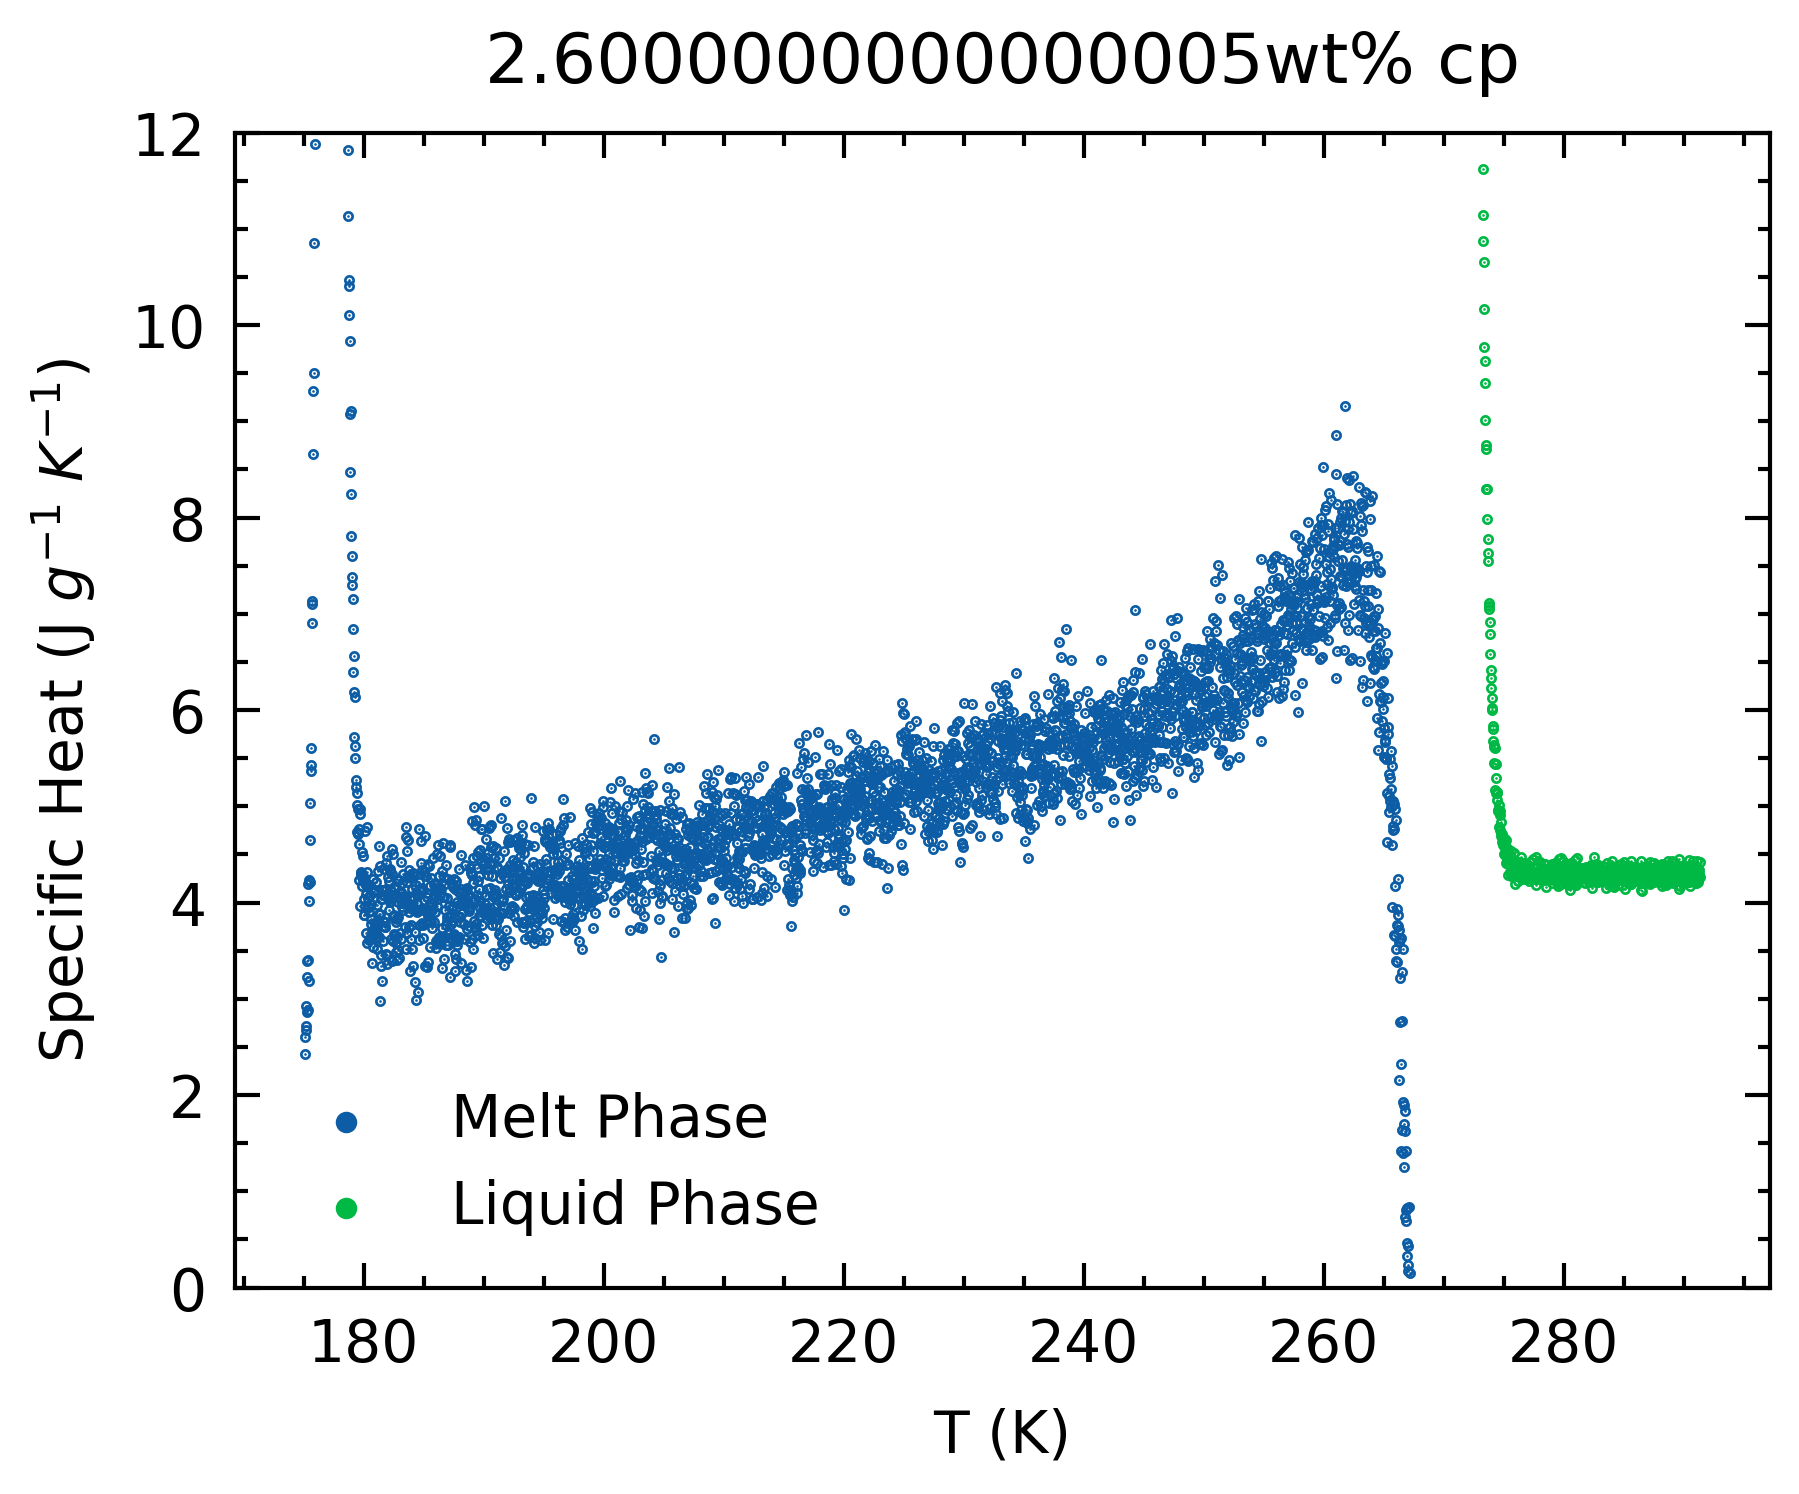 2.6000000000000005wt% cp
12
10
8
6
4
2
0
Specific Heat (J g⁻¹ K⁻¹)
Melt Phase
Liquid Phase
180 200 220 240 260 280
T (K)